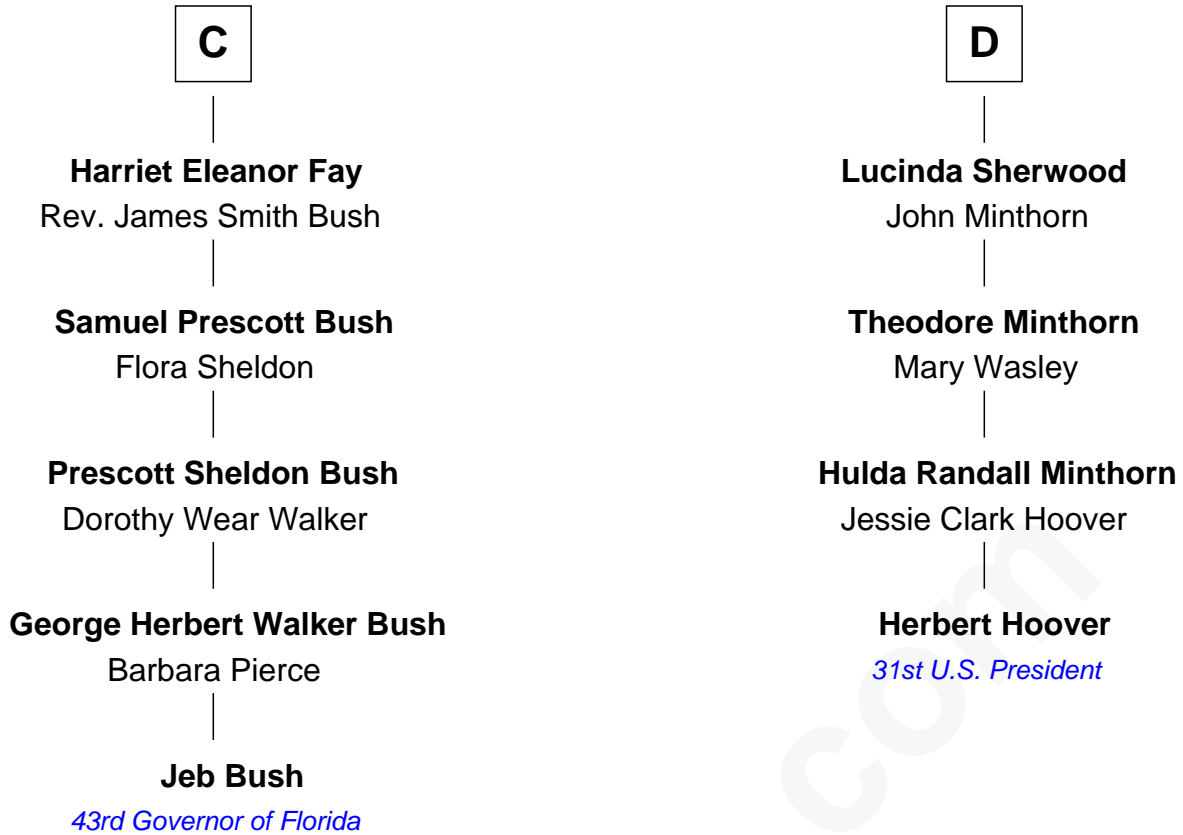 C
Harriet Eleanor Fay
Rev. James Smith Bush
Samuel Prescott Bush
Flora Sheldon
Prescott Sheldon Bush
Dorothy Wear Walker
George Herbert Walker Bush
Barbara Pierce
Jeb Bush
43rd Governor of Florida
D
Lucinda Sherwood
John Minthorn
Theodore Minthorn
Mary Wasley
Hulda Randall Minthorn
Jessie Clark Hoover
Herbert Hoover
31st U.S. President
com